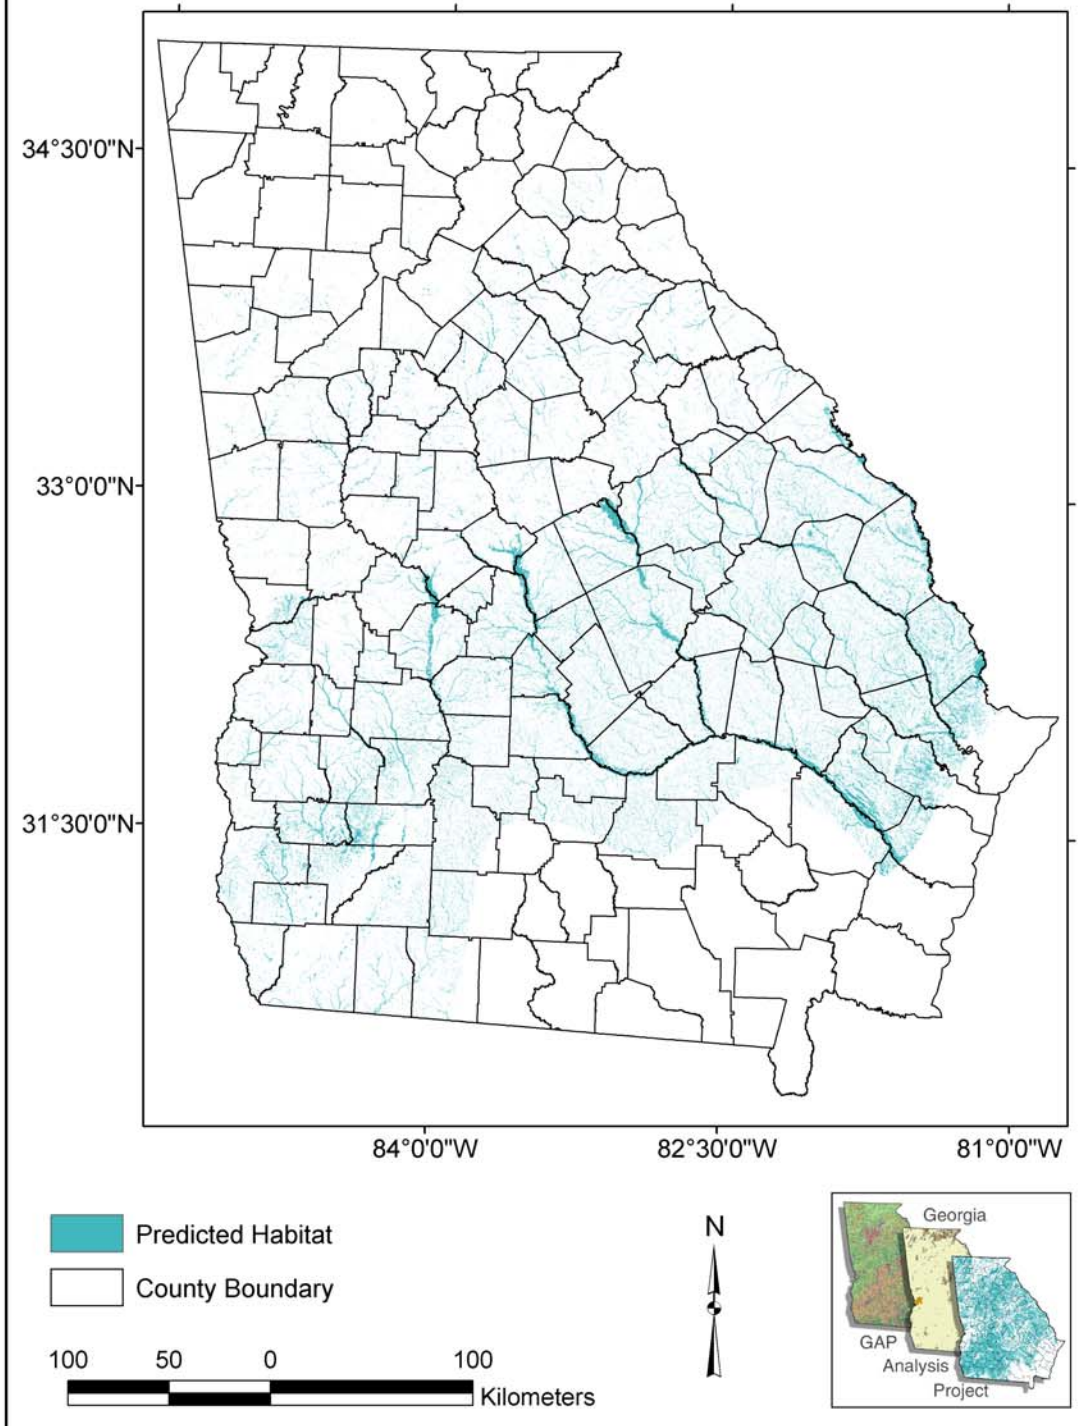 34°30'0"N
33°0'0"N
31°30'0"N
84°0'0"W 82°30'0"W 81°0'0"W
Predicted Habitat
County Boundary
100 50 0 100
Kilometers
N
Georgia
GAP
Analysis
Project